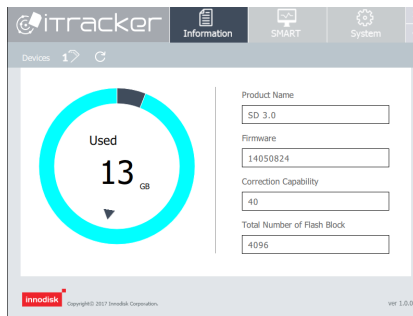 iTracker
Information
SMART
System
Devices 1
Used
13 GB
Product Name
SD 3.0
Firmware
14050824
Correction Capability
40
Total Number of Flash Block
4096
innodisk
Copyright© 2017 Innodisk Corporation.
ver 1.0.0